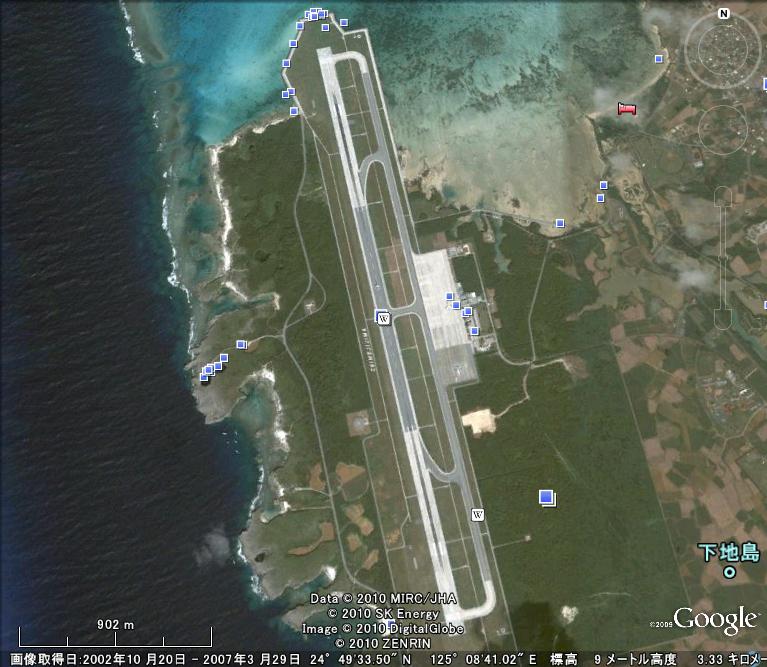 N
W
W
下地島
Data © 2010 MIRC/JHA
© 2010 SK Energy
Image © 2010 DigitalGlobe
© 2010 ZENRIN
©2009 Google
902 m
画像取得日:2002年10月20日 - 2007年3月29日 24° 49'33.50" N 125° 08'41.02" E 標高 9 メートル高度 3.33 キロメ